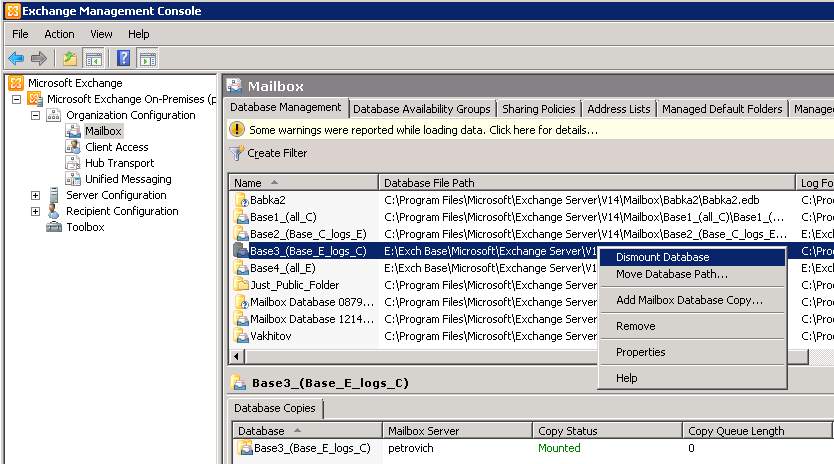 Exchange Management Console
File Action View Help
Microsoft Exchange
Microsoft Exchange On-Premises (p
Organization Configuration
Mailbox
Client Access
Hub Transport
Unified Messaging
Server Configuration
Recipient Configuration
Toolbox
Mailbox
Database Management Database Availability Groups Sharing Policies Address Lists Managed Default Folders Manage
Some warnings were reported while loading data. Click here for details...
Create Filter
Name Database File Path Log Fo
Babka2 C:\Program Files\Microsoft\Exchange Server\V14\Mailbox\Babka2\Babka2.edb C:\Pro
Base1_(all_C) C:\Program Files\Microsoft\Exchange Server\V14\Mailbox\Base1_(all_C)\Base1_(... C:\Pro
Base2_(Base_C_logs_E) C:\Program Files\Microsoft\Exchange Server\V14\Mailbox\Base2_(Base_C_logs_E... E:\Exc
Base3_(Base_E_logs_C) E:\Exch Base\Microsoft\Exchange Server\V1 C:\Pro
Base4_(all_E) E:\Exch Base\Microsoft\Exchange Server\V1 E:\Exc
Just_Public_Folder C:\Program Files\Microsoft\Exchange Server\V1 C:\Pro
Mailbox Database 0879... C:\Program Files\Microsoft\Exchange Server\V1 C:\Pro
Mailbox Database 1214... C:\Program Files\Microsoft\Exchange Server\V1 C:\Pro
Vakhitov C:\Program Files\Microsoft\Exchange Server\V1 C:\Pro
Dismount Database
Move Database Path...
Add Mailbox Database Copy...
Remove
Properties
Help
Base3_(Base_E_logs_C)
Database Copies
Database Mailbox Server Copy Status Copy Queue Length
Base3_(Base_E_logs_C) petrovich Mounted 0